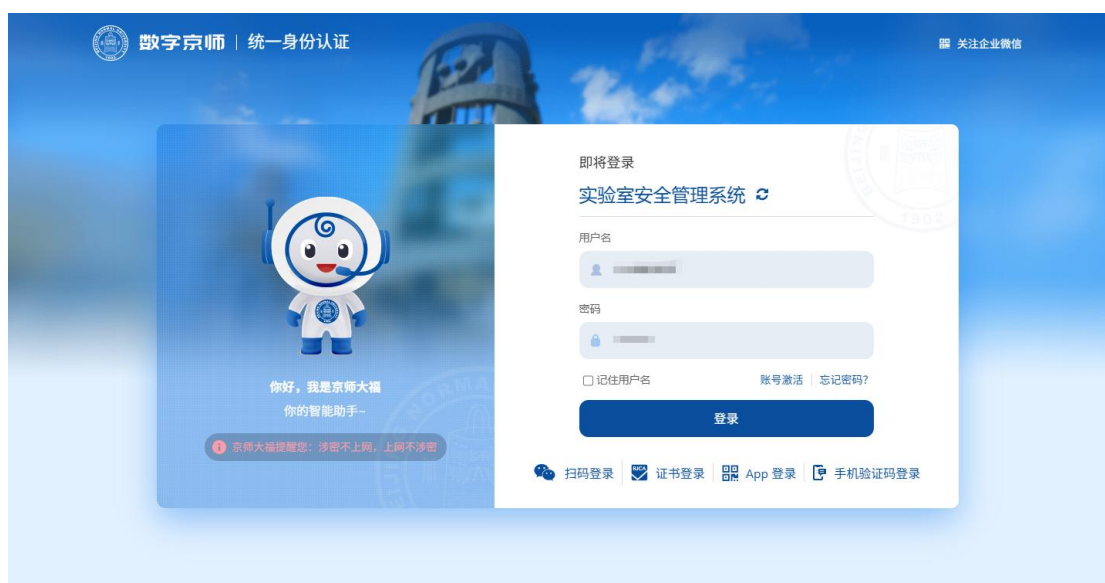 数字京师 | 统一身份认证
关注企业微信
即将登录
实验室安全管理系统
用户名
密码
记住用户名
账号激活 | 忘记密码?
登录
你好，我是京师大福
你的智能助手~
京师大福提醒您：涉密不上网，上网不涉密
扫码登录
证书登录
App 登录
手机验证码登录
1902